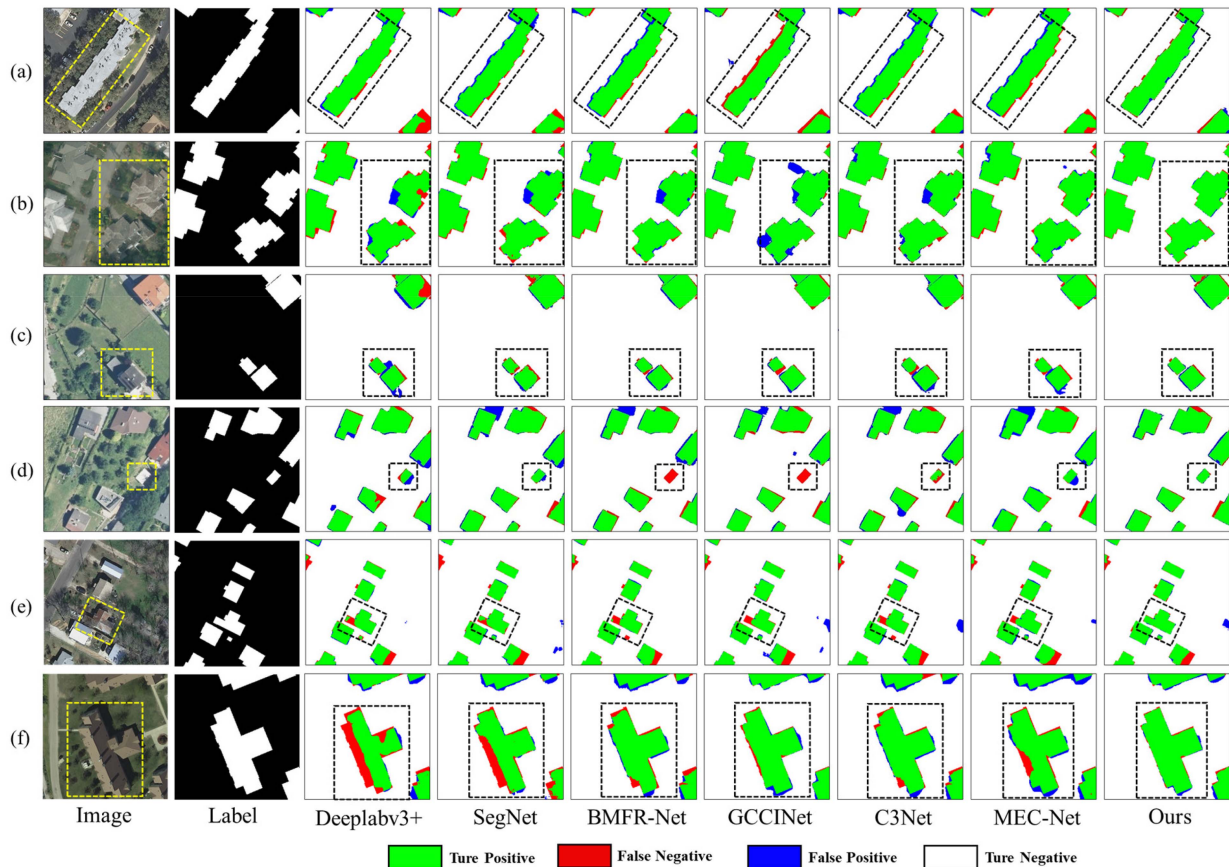 (a)
(b)
(c)
(d)
(e)
(f)
Image Label Deeplabv3+ SegNet BMFR-Net GCCINet C3Net MEC-Net Ours
Ture Positive False Negative False Positive Ture Negative